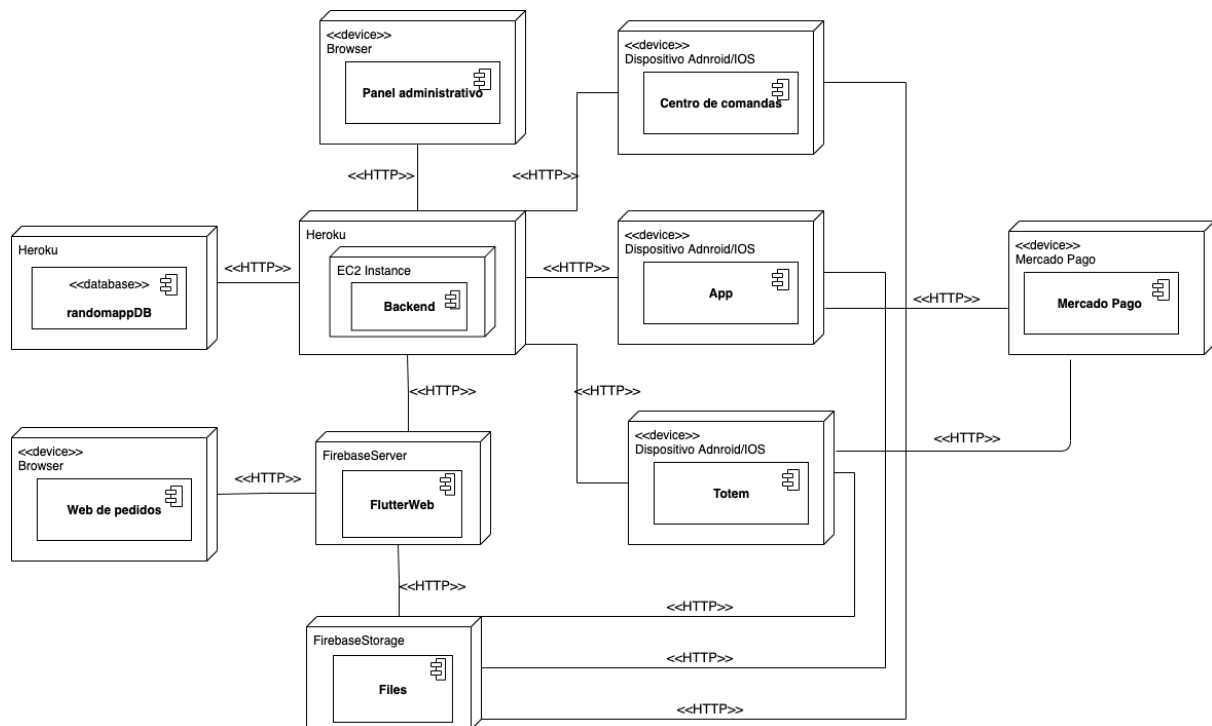 <<device>>
Browser
Panel administrativo
<<device>>
Dispositivo Adnroid/IOS
Centro de comandas
<<HTTP>>
<<HTTP>>
Heroku
<<database>>
randomappDB
<<HTTP>>
Heroku
EC2 Instance
Backend
<<HTTP>>
<<device>>
Dispositivo Adnroid/IOS
App
<<HTTP>>
<<device>>
Mercado Pago
Mercado Pago
<<HTTP>>
<<HTTP>>
<<device>>
Browser
Web de pedidos
<<HTTP>>
FirebaseServer
FlutterWeb
<<device>>
Dispositivo Adnroid/IOS
Totem
<<HTTP>>
<<HTTP>>
<<HTTP>>
FirebaseStorage
Files
<<HTTP>>
<<HTTP>>